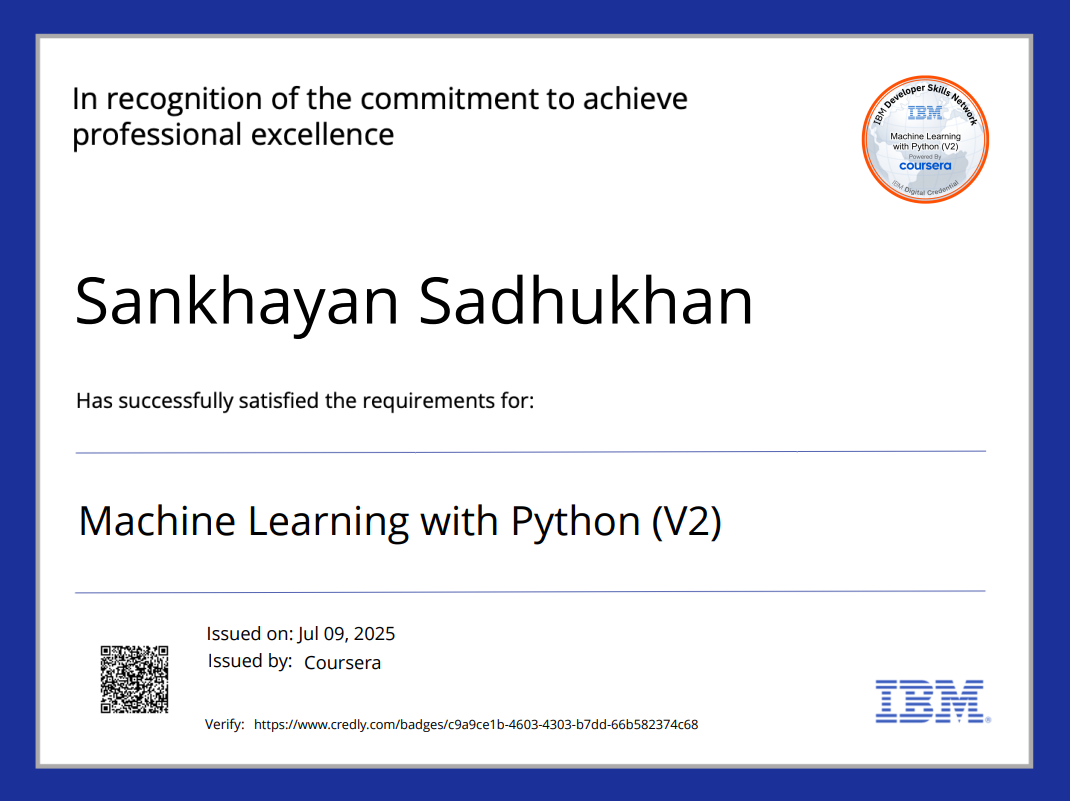 In recognition of the commitment to achieve
professional excellence
IBM Developer Skills Network
IBM
Machine Learning
with Python (V2)
Powered By
coursera
IBM Digital Credential
Sankhayan Sadhukhan
Has successfully satisfied the requirements for:
Machine Learning with Python (V2)
Issued on: Jul 09, 2025
Issued by: Coursera
Verify: https://www.credly.com/badges/c9a9ce1b-4603-4303-b7dd-66b582374c68
IBM®